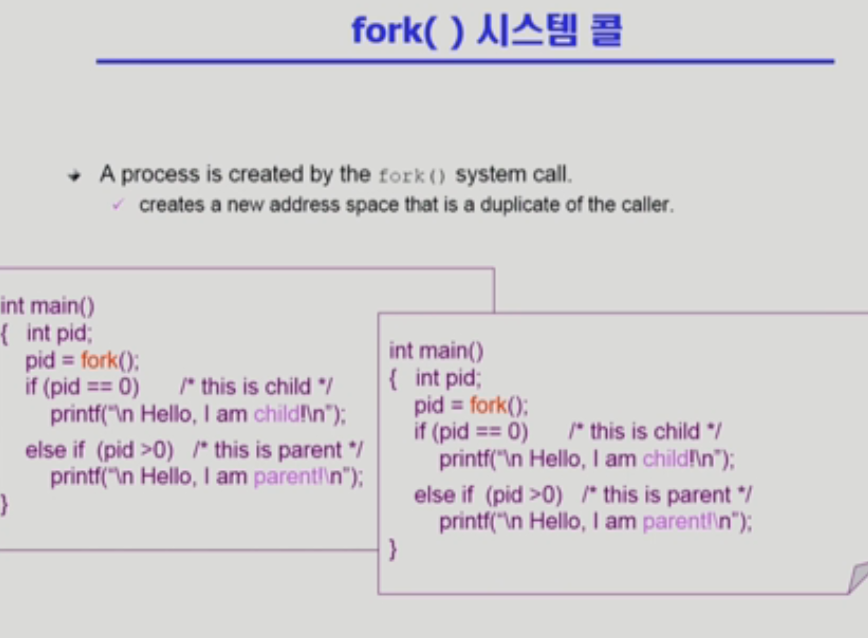 fork( ) 시스템 콜
A process is created by the fork() system call.
creates a new address space that is a duplicate of the caller.
int main()
{ int pid;
pid = fork();
if (pid == 0) /* this is child */
printf("\n Hello, I am child!\n");
else if (pid >0) /* this is parent */
printf("\n Hello, I am parent!\n");
}
int main()
{ int pid;
pid = fork();
if (pid == 0) /* this is child */
printf("\n Hello, I am child!\n");
else if (pid >0) /* this is parent */
printf("\n Hello, I am parent!\n");
}